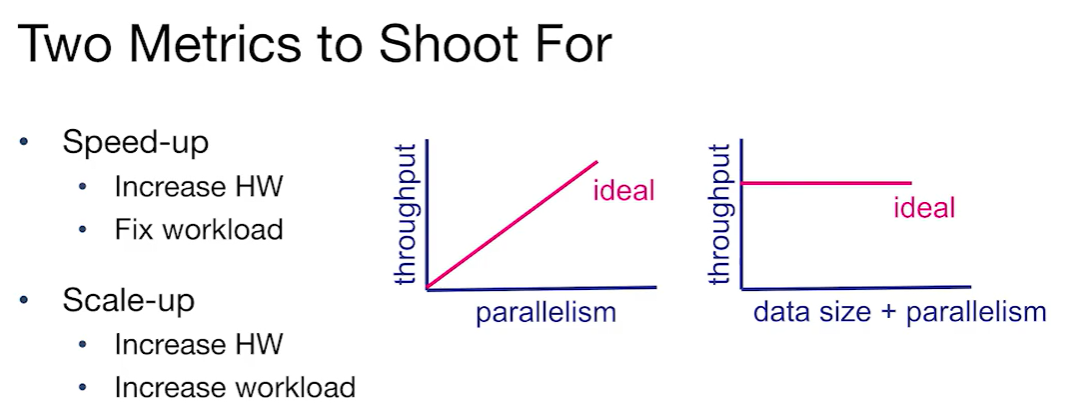 Two Metrics to Shoot For
• Speed-up
• Increase HW
• Fix workload
• Scale-up
• Increase HW
• Increase workload
throughput
ideal
parallelism
throughput
ideal
data size + parallelism